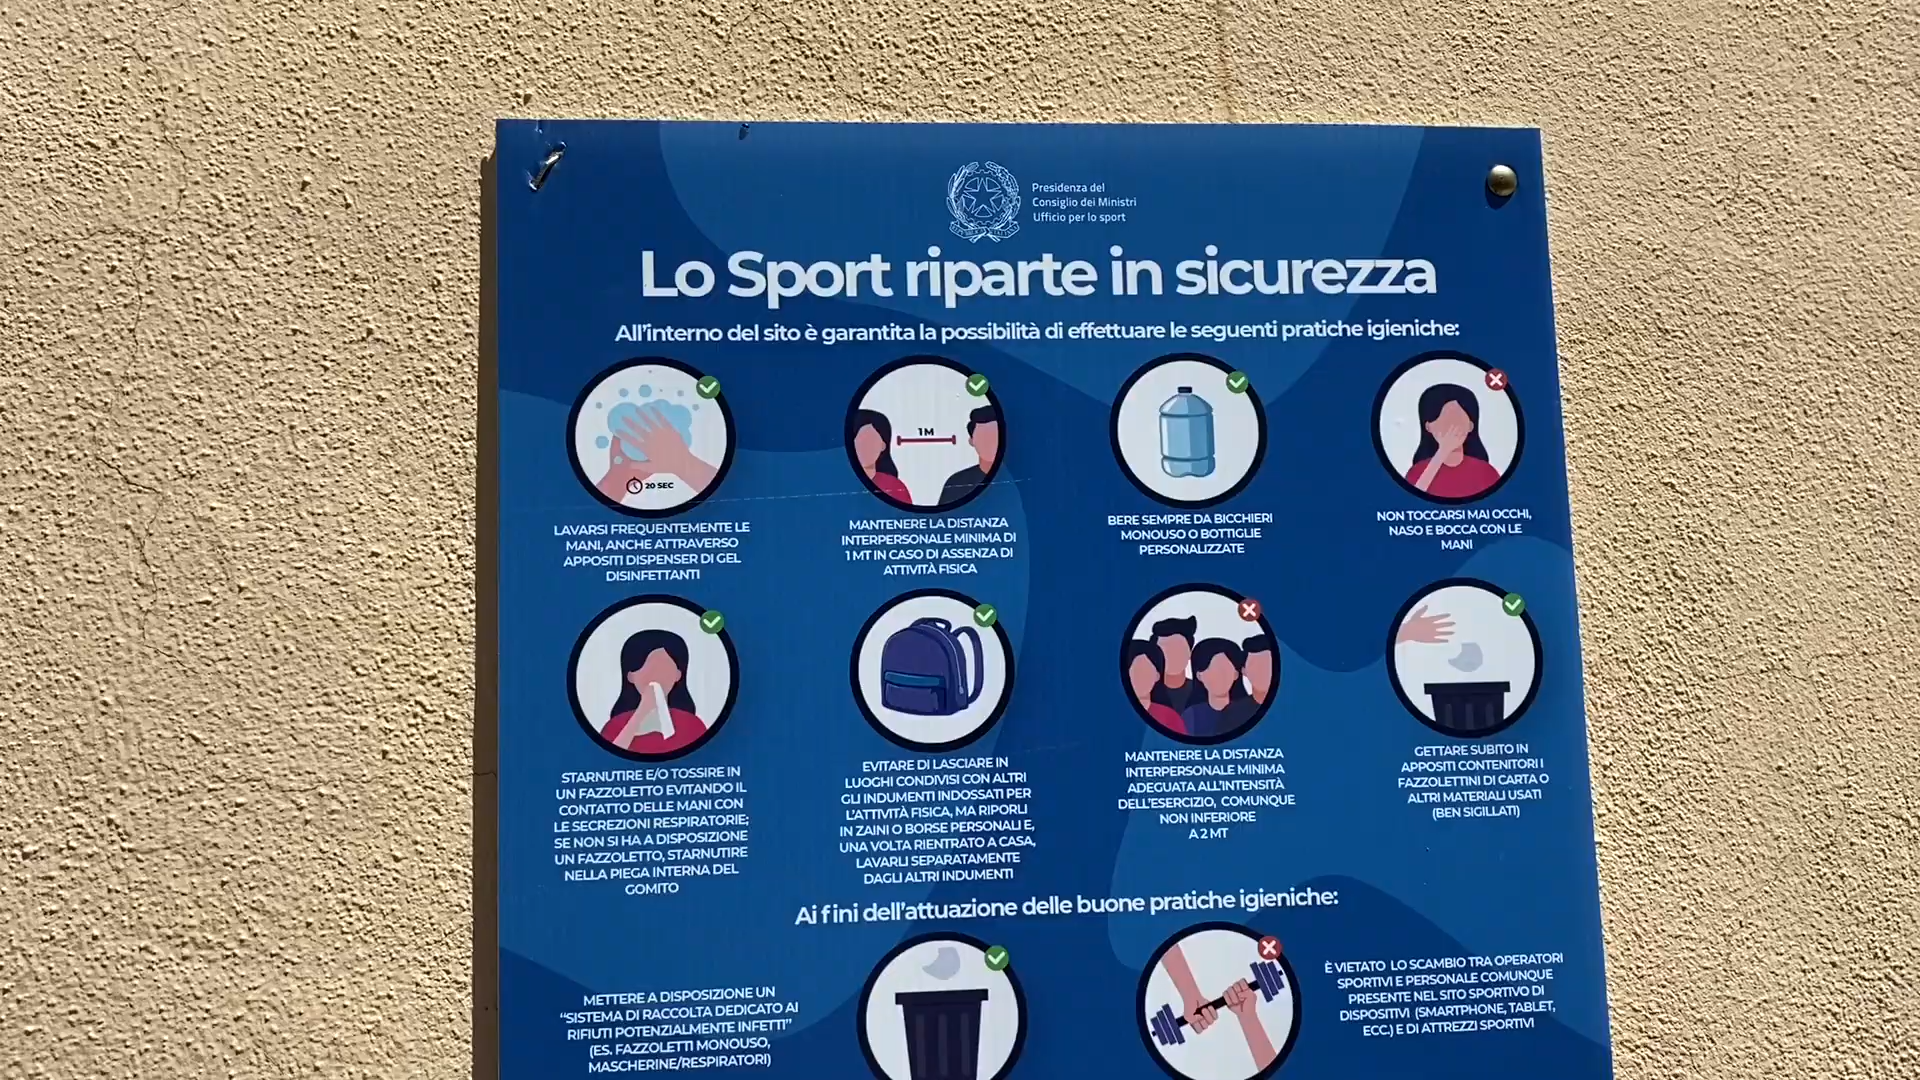 Presidenza del
Consiglio dei Ministri
Ufficio per lo sport
Lo Sport riparte in sicurezza
All'interno del sito è garantita la possibilità di effettuare le seguenti pratiche igieniche:
20 SEC
LAVARSI FREQUENTEMENTE LE
MANI, ANCHE ATTRAVERSO
APPOSITI DISPENSER DI GEL
DISINFETTANTI
1 M
MANTENERE LA DISTANZA
INTERPERSONALE MINIMA DI
1 MT IN CASO DI ASSENZA DI
ATTIVITÀ FISICA
BERE SEMPRE DA BICCHIERI
MONOUSO O BOTTIGLIE
PERSONALIZZATE
NON TOCCARSI MAI OCCHI,
NASO E BOCCA CON LE
MANI
STARNUTIRE E/O TOSSIRE IN
UN FAZZOLETTO EVITANDO IL
CONTATTO DELLE MANI CON
LE SECREZIONI RESPIRATORIE;
SE NON SI HA A DISPOSIZIONE
UN FAZZOLETTO, STARNUTIRE
NELLA PIEGA INTERNA DEL
GOMITO
EVITARE DI LASCIARE IN
LUOGHI CONDIVISI CON ALTRI
GLI INDUMENTI INDOSSATI PER
L'ATTIVITÀ FISICA, MA RIPORLI
IN ZAINI O BORSE PERSONALI E,
UNA VOLTA RIENTRATO A CASA,
LAVARLI SEPARATAMENTE
DAGLI ALTRI INDUMENTI
MANTENERE LA DISTANZA
INTERPERSONALE MINIMA
ADEGUATA ALL'INTENSITÀ
DELL'ESERCIZIO, COMUNQUE
NON INFERIORE
A 2 MT
GETTARE SUBITO IN
APPOSITI CONTENITORI I
FAZZOLETTINI DI CARTA O
ALTRI MATERIALI USATI
(BEN SIGILLATI)
Ai fini dell'attuazione delle buone pratiche igieniche:
METTERE A DISPOSIZIONE UN
"SISTEMA DI RACCOLTA DEDICATO AI
RIFIUTI POTENZIALMENTE INFETTI"
(ES. FAZZOLETTI MONOUSO,
MASCHERINE/RESPIRATORI)
È VIETATO LO SCAMBIO TRA OPERATORI
SPORTIVI E PERSONALE COMUNQUE
PRESENTE NEL SITO SPORTIVO DI
DISPOSITIVI (SMARTPHONE, TABLET,
ECC.) E DI ATTREZZI SPORTIVI